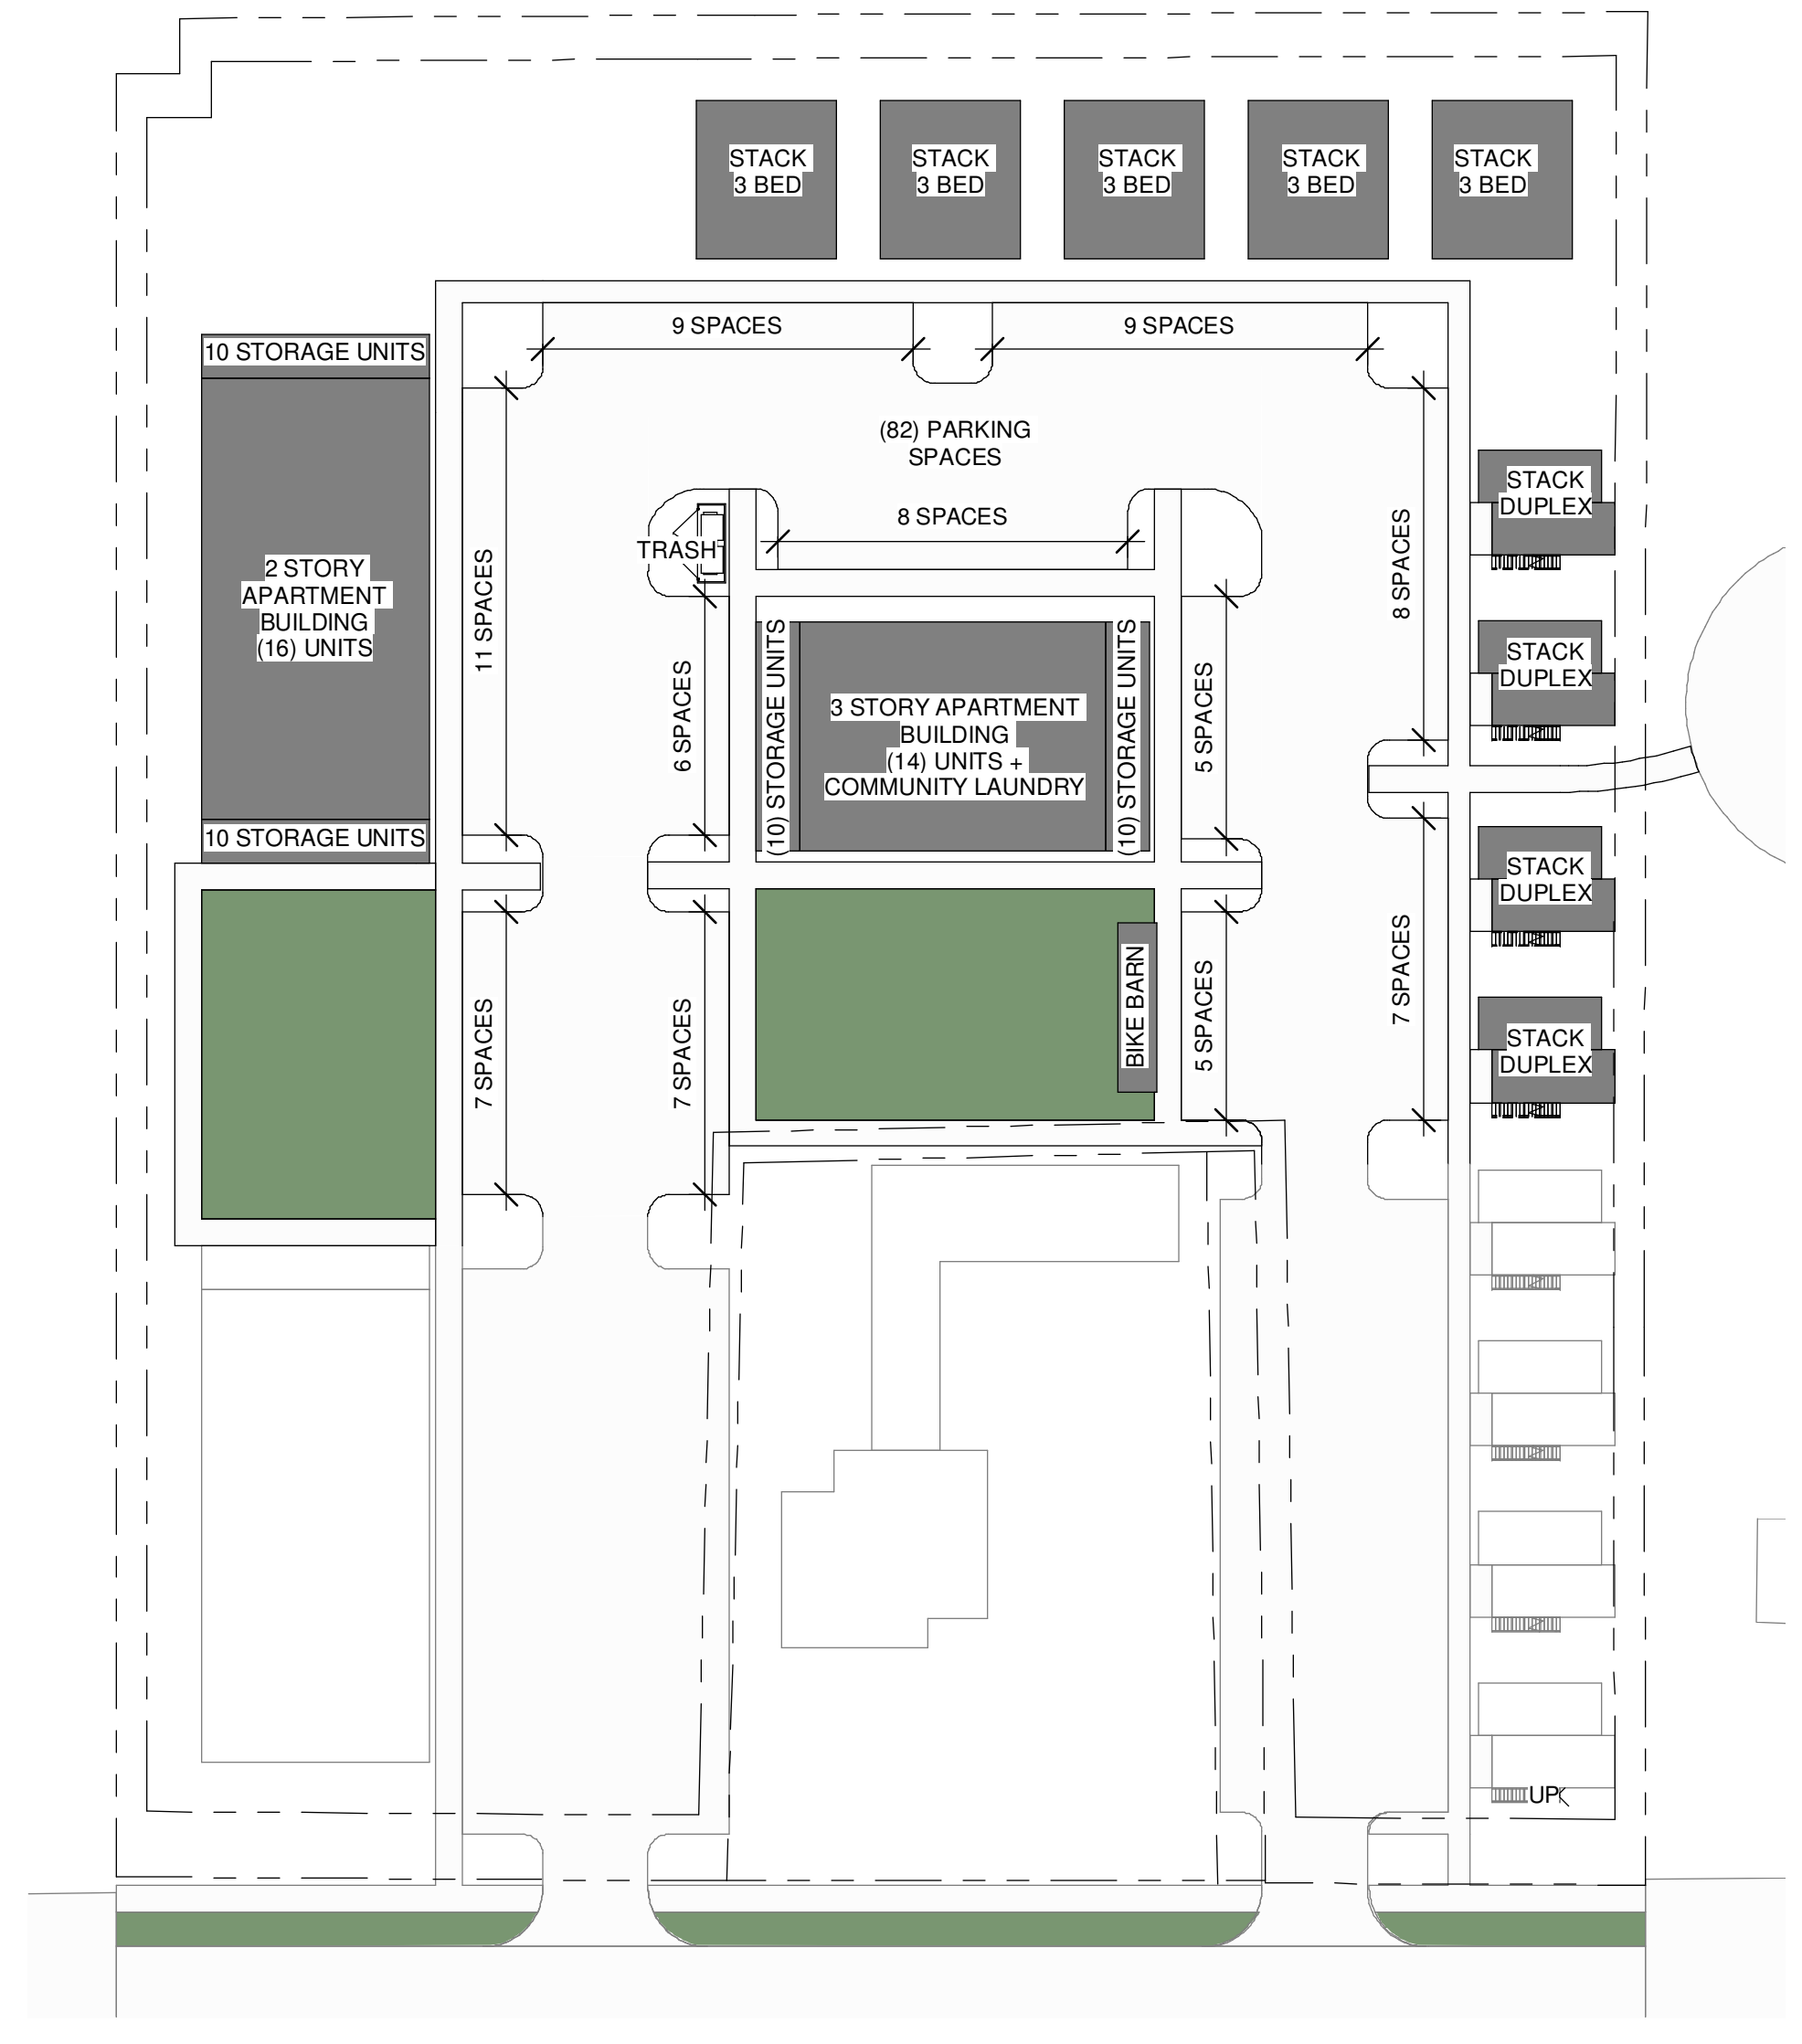 STACK
3 BED
STACK
3 BED
STACK
3 BED
STACK
3 BED
STACK
3 BED
9 SPACES
9 SPACES
10 STORAGE UNITS
(82) PARKING
SPACES
STACK
DUPLEX
8 SPACES
TRASH
8 SPACES
2 STORY
APARTMENT
BUILDING
(16) UNITS
11 SPACES
6 SPACES
(10) STORAGE UNITS
3 STORY APARTMENT
BUILDING
(14) UNITS +
COMMUNITY LAUNDRY
(10) STORAGE UNITS
5 SPACES
STACK
DUPLEX
10 STORAGE UNITS
STACK
DUPLEX
7 SPACES
7 SPACES
BIKE BARN
5 SPACES
7 SPACES
STACK
DUPLEX
UP